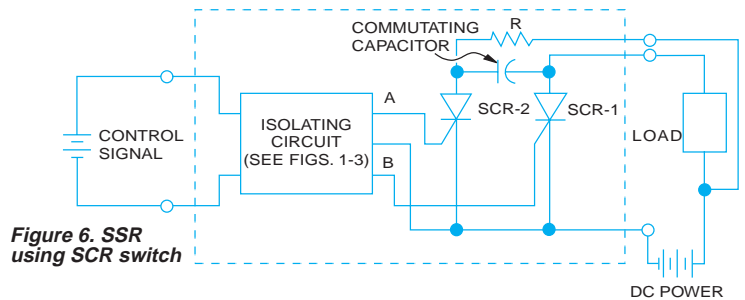 COMMUTATING
CAPACITOR
R
A
SCR-2
SCR-1
ISOLATING
CIRCUIT
(SEE FIGS. 1-3)
B
CONTROL
SIGNAL
LOAD
Figure 6. SSR
using SCR switch
DC POWER